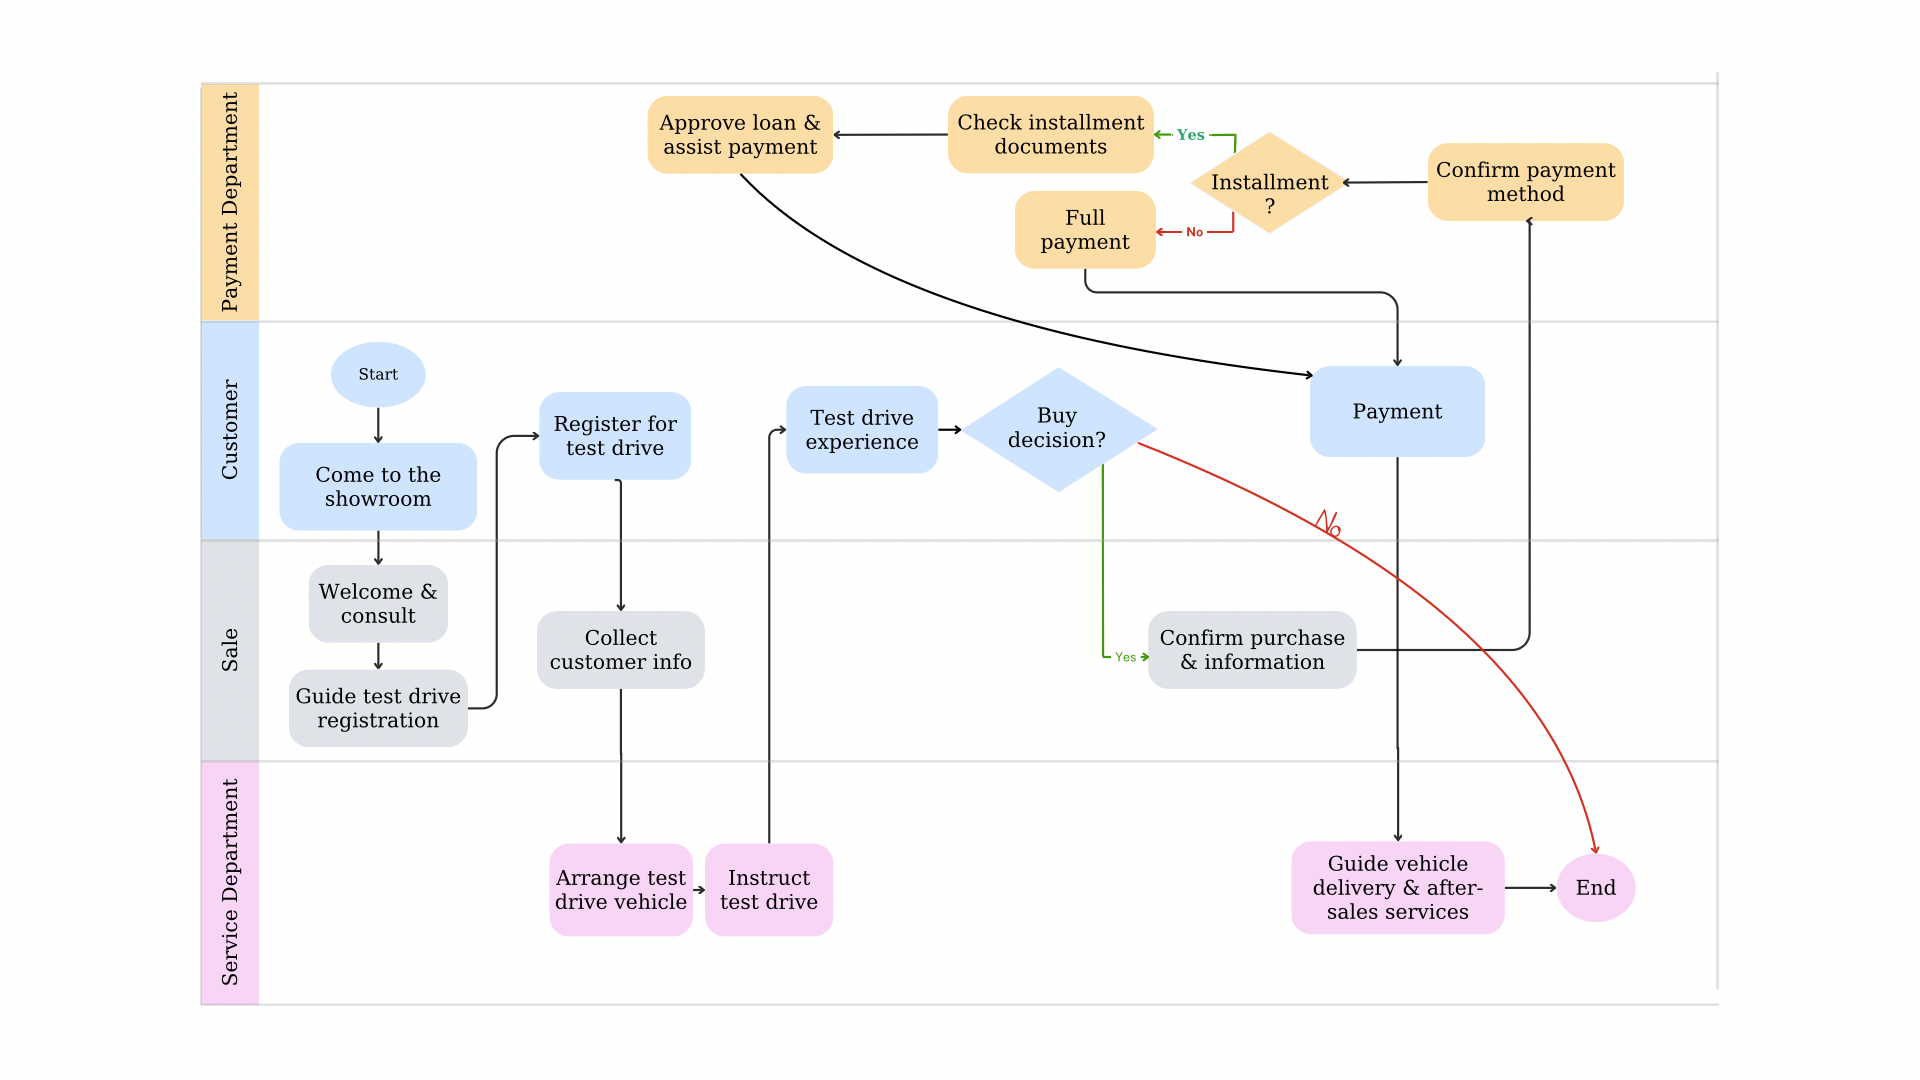 Payment Department
Approve loan &
assist payment
Check installment
documents
Yes
Installment
?
Confirm payment
method
Full
payment
No
Customer
Start
Come to the
showroom
Register for
test drive
Test drive
experience
Buy
decision?
Payment
No
Sale
Welcome &
consult
Guide test drive
registration
Collect
customer info
Yes
Confirm purchase
& information
Service Department
Arrange test
drive vehicle
Instruct
test drive
Guide vehicle
delivery & after-
sales services
End